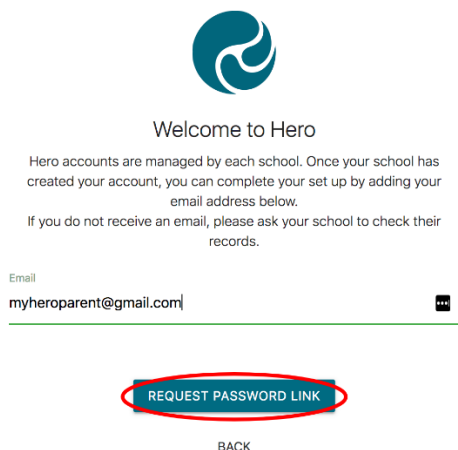 Welcome to Hero
Hero accounts are managed by each school. Once your school has
created your account, you can complete your set up by adding your
email address below.
If you do not receive an email, please ask your school to check their
records.
Email
myheroparent@gmail.com
REQUEST PASSWORD LINK
BACK